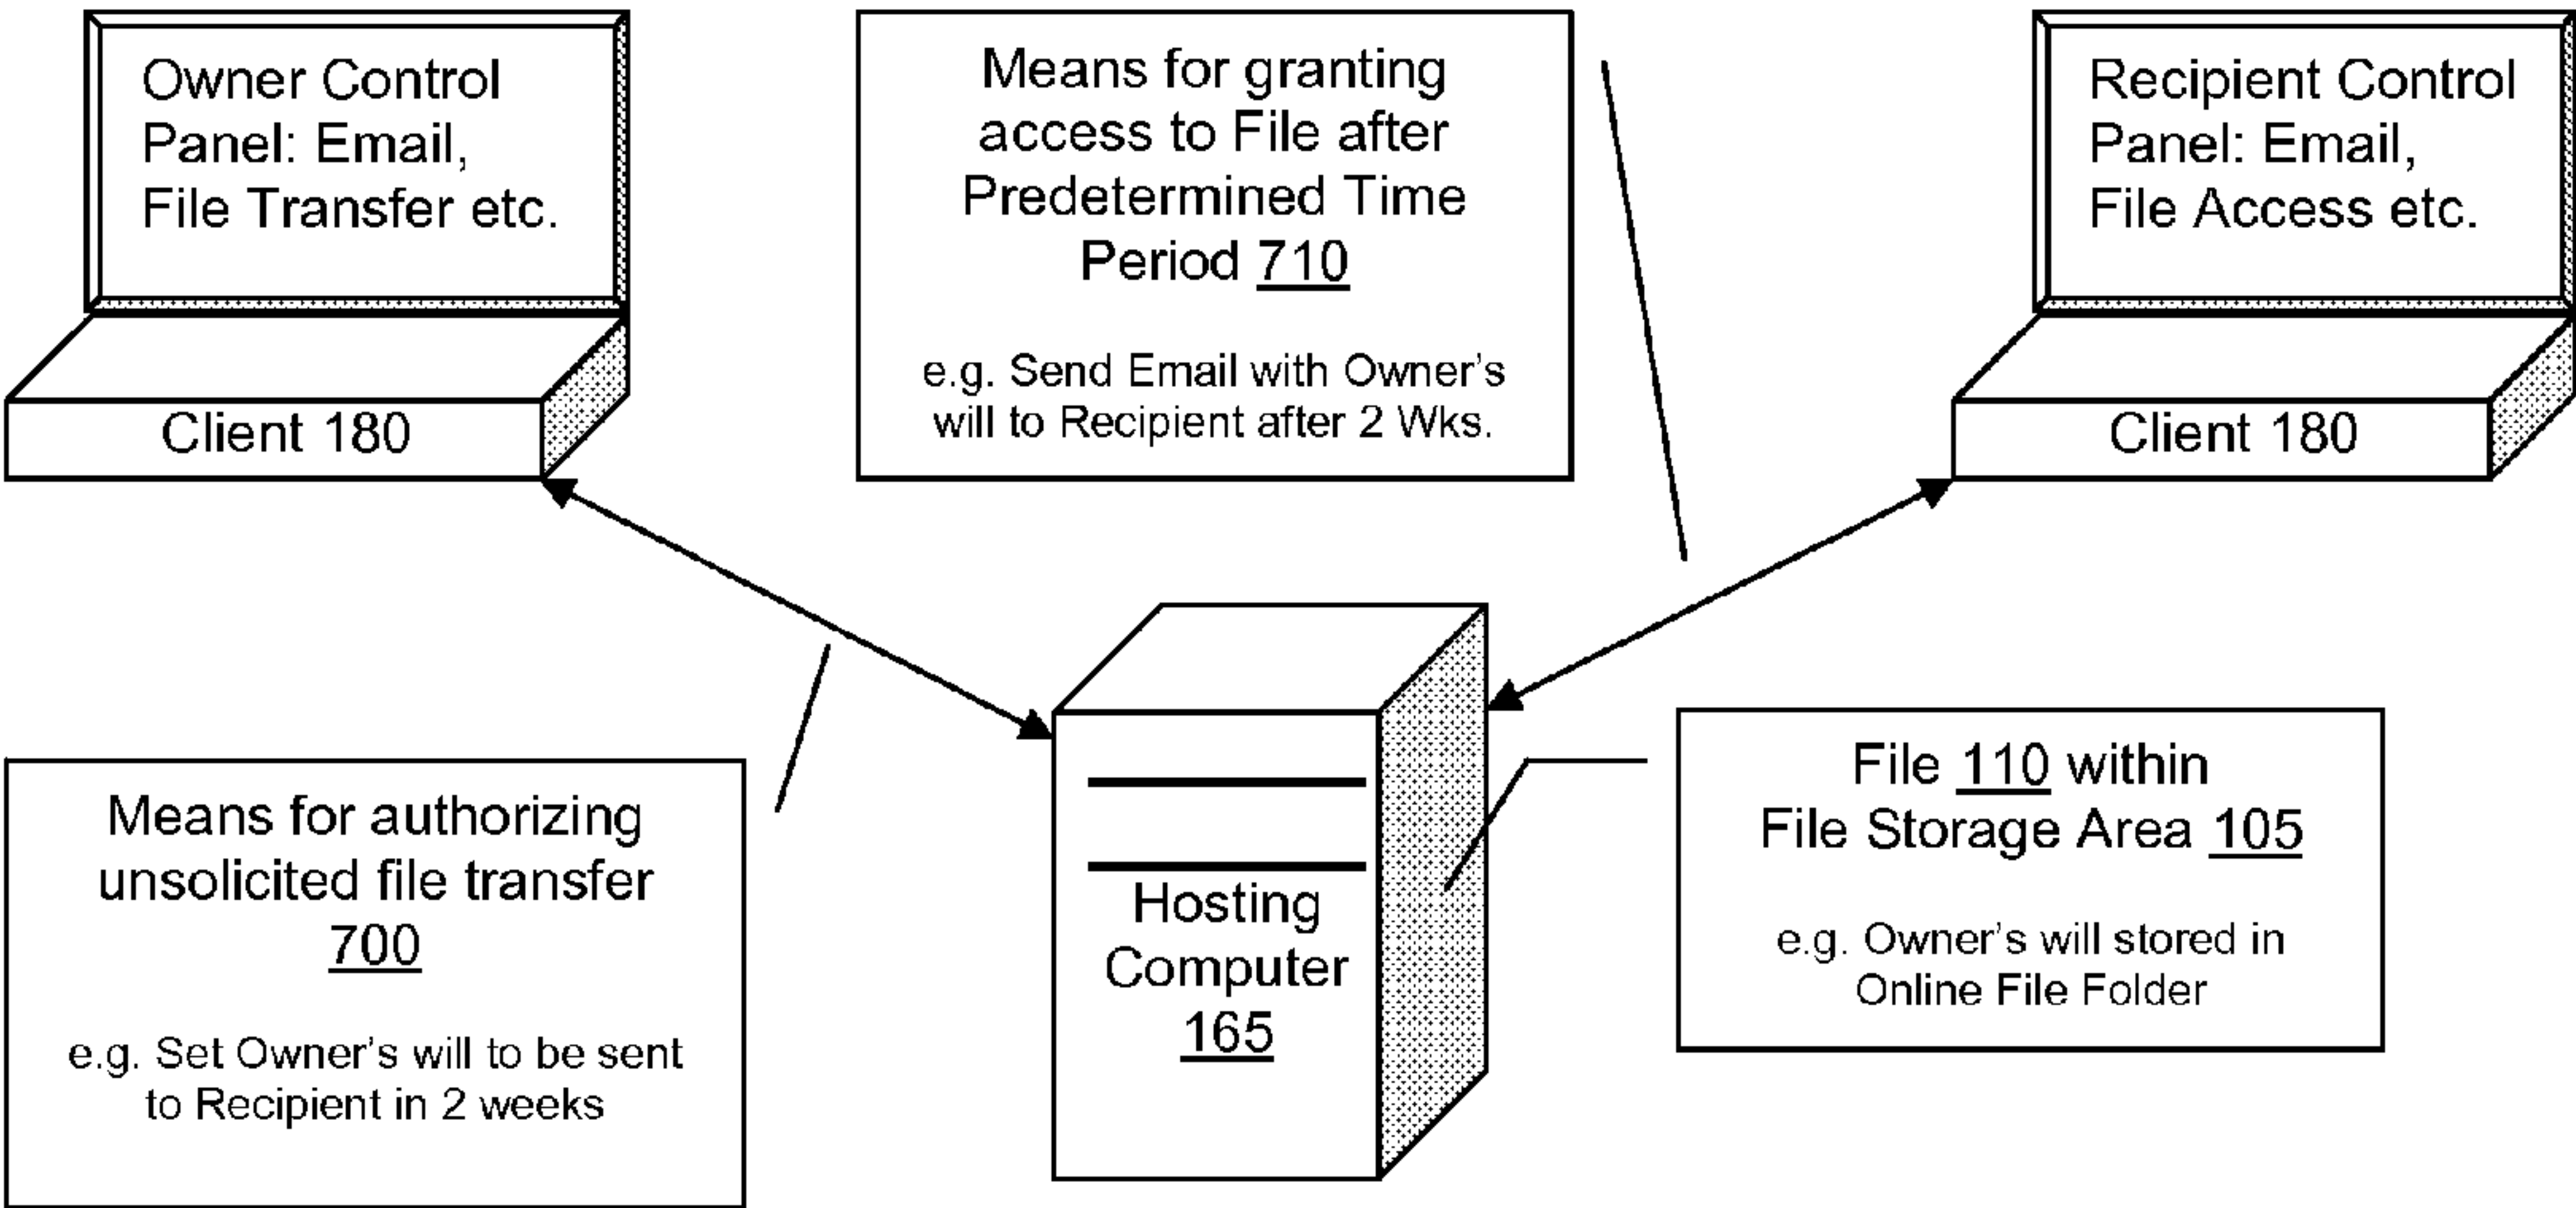 Owner Control
Panel: Email,
File Transfer etc.
Client 180
Means for granting
access to File after
Predetermined Time
Period 710
e.g. Send Email with Owner's
will to Recipient after 2 Wks.
Recipient Control
Panel: Email,
File Access etc.
Client 180
Means for authorizing
unsolicited file transfer
700
e.g. Set Owner's will to be sent
to Recipient in 2 weeks
Hosting
Computer
165
File 110 within
File Storage Area 105
e.g. Owner's will stored in
Online File Folder